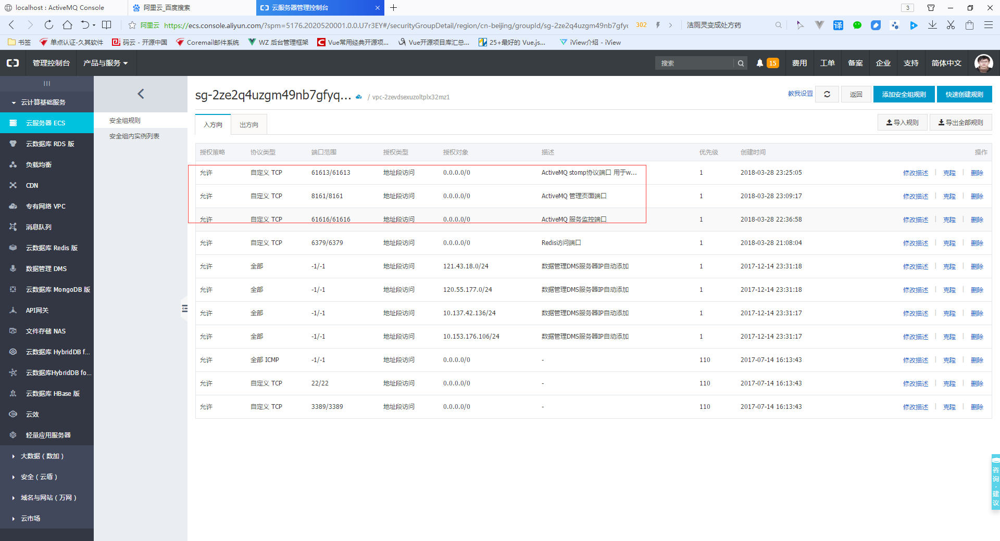 localhost : ActiveMQ Console
阿里云_百度搜索
云服务器管理控制台
3
阿里云
https://ecs.console.aliyun.com/?spm=5176.2020520001.0.0.U7r3EY#/securityGroupDetail/region/cn-beijing/groupId/sg-2ze2q4uzgm49nb7gfyq
302
洁厕灵变成处方药
译
书签
单点认证-久其软件
码云 - 开源中国
Coremail邮件系统
WZ 后台管理框架
Vue常用经典开源项...
Vue开源项目库汇总...
25+最好的 Vue.js...
iView介绍 - iView
管理控制台
产品与服务
搜索
15
费用
工单
备案
企业
支持
简体中文
云计算基础服务
云服务器 ECS
云数据库 RDS 版
负载均衡
CDN
专有网络 VPC
消息队列
云数据库 Redis 版
数据管理 DMS
云数据库 MongoDB 版
API网关
文件存储 NAS
云数据库 HybridDB f...
云数据库HybridDB fo...
云数据库 HBase 版
云效
轻量应用服务器
大数据（数加）
安全（云盾）
域名与网站（万网）
云市场
安全组规则
安全组内实例列表
sg-2ze2q4uzgm49nb7gfyq...
/ vpc-2zevdsexuzoltplx32mz1
教我设置
返回
添加安全组规则
快速创建规则
入方向
出方向
导入规则
导出全部规则
授权策略 协议类型 端口范围 授权类型 授权对象 描述 优先级 创建时间 操作
允许 自定义 TCP 61613/61613 地址段访问 0.0.0.0/0 ActiveMQ stomp协议端口 用于w... 1 2018-03-28 23:25:05 修改描述 | 克隆 | 删除
允许 自定义 TCP 8161/8161 地址段访问 0.0.0.0/0 ActiveMQ 管理页面端口 1 2018-03-28 23:09:17 修改描述 | 克隆 | 删除
允许 自定义 TCP 61616/61616 地址段访问 0.0.0.0/0 ActiveMQ 服务监控端口 1 2018-03-28 22:36:58 修改描述 | 克隆 | 删除
允许 自定义 TCP 6379/6379 地址段访问 0.0.0.0/0 Redis访问端口 1 2018-03-28 21:08:04 修改描述 | 克隆 | 删除
允许 全部 -1/-1 地址段访问 121.43.18.0/24 数据管理DMS服务器IP自动添加 1 2017-12-14 23:31:18 修改描述 | 克隆 | 删除
允许 全部 -1/-1 地址段访问 120.55.177.0/24 数据管理DMS服务器IP自动添加 1 2017-12-14 23:31:18 修改描述 | 克隆 | 删除
允许 全部 -1/-1 地址段访问 10.137.42.136/24 数据管理DMS服务器IP自动添加 1 2017-12-14 23:31:17 修改描述 | 克隆 | 删除
允许 全部 -1/-1 地址段访问 10.153.176.106/24 数据管理DMS服务器IP自动添加 1 2017-12-14 23:31:17 修改描述 | 克隆 | 删除
允许 全部 ICMP -1/-1 地址段访问 0.0.0.0/0 - 110 2017-07-14 16:13:43 修改描述 | 克隆 | 删除
允许 自定义 TCP 22/22 地址段访问 0.0.0.0/0 - 110 2017-07-14 16:13:43 修改描述 | 克隆 | 删除
允许 自定义 TCP 3389/3389 地址段访问 0.0.0.0/0 - 110 2017-07-14 16:13:43 修改描述 | 克隆 | 删除
咨询·建议